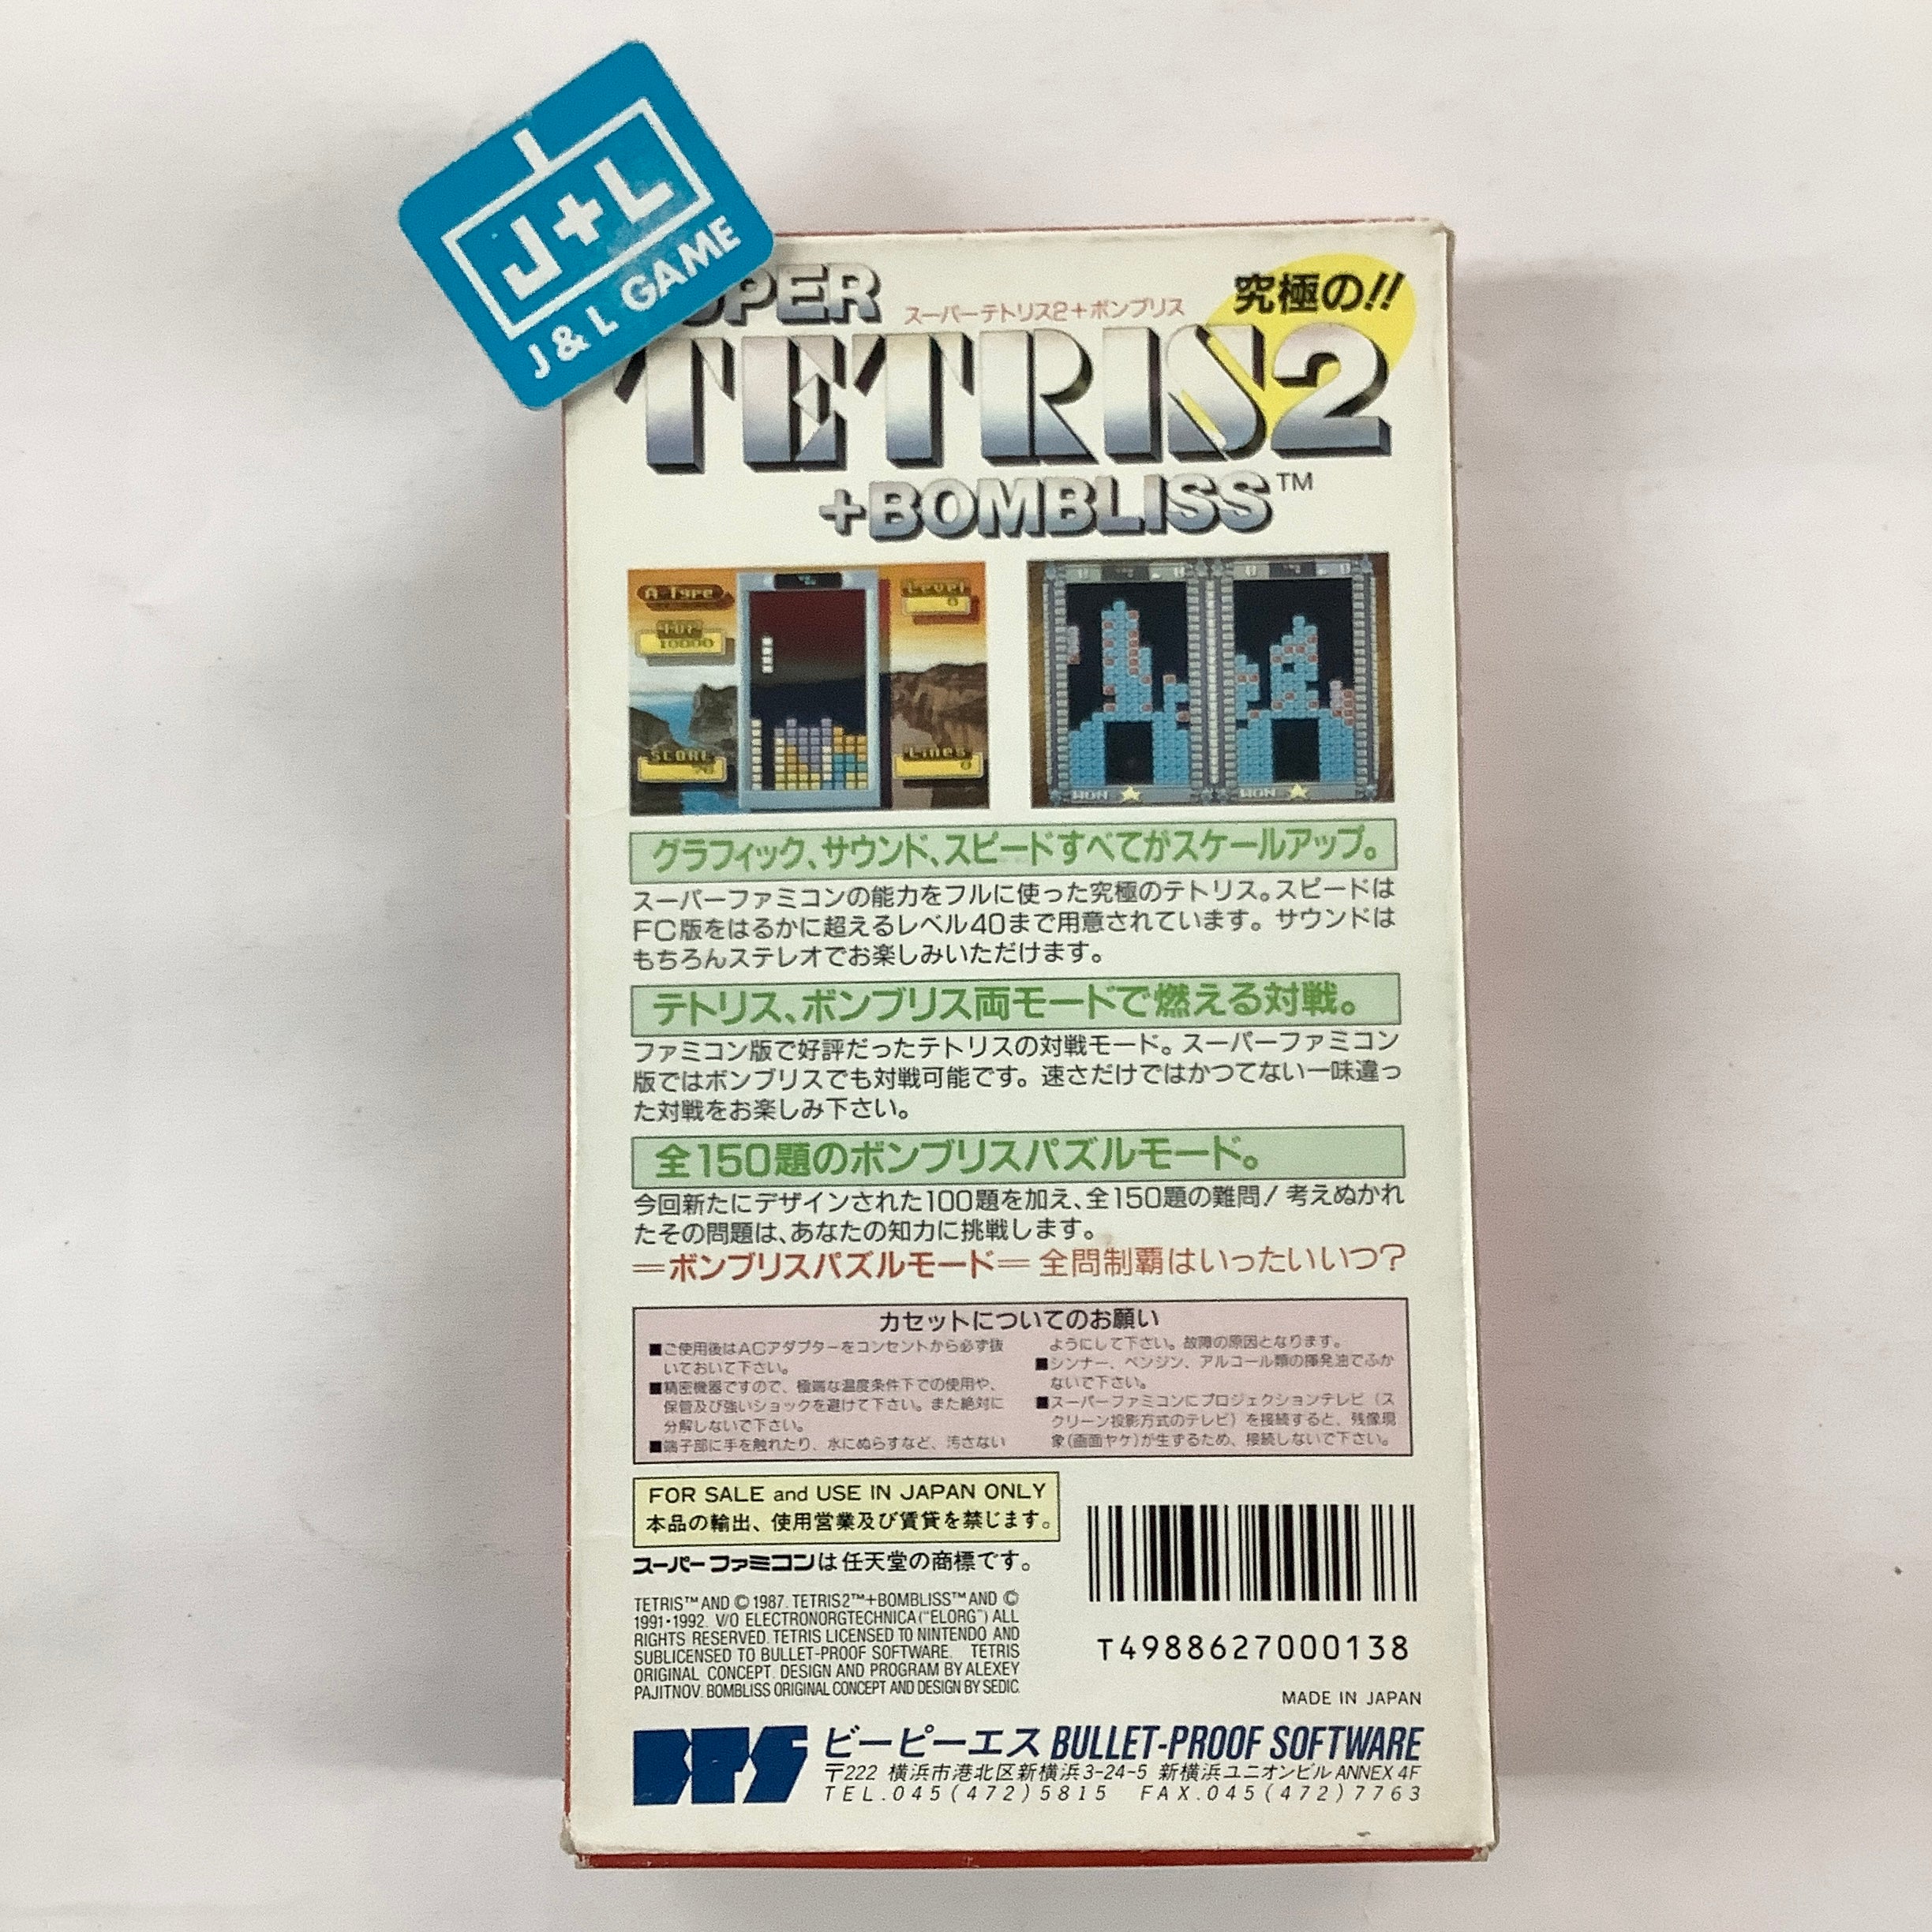 J+L
J & L GAME
SUPER
スーパーテトリス2+ボンブリス
究極の!!
TETRIS2
+BOMBLISS™
A Type
SCORE
Level
Lines
WON
WON
グラフィック、サウンド、スピードすべてがスケールアップ。
スーパーファミコンの能力をフルに使った究極のテトリス。スピードは
FC版をはるかに超えるレベル40まで用意されています。サウンドは
もちろんステレオでお楽しみいただけます。
テトリス、ボンブリス両モードで燃える対戦。
ファミコン版で好評だったテトリスの対戦モード。スーパーファミコン
版ではボンブリスでも対戦可能です。速さだけではかつてない一味違っ
た対戦をお楽しみ下さい。
全150題のボンブリスパズルモード。
今回新たにデザインされた100題を加え、全150題の難問!考えぬかれ
たその問題は、あなたの知力に挑戦します。
=ボンブリスパズルモード=全問制覇はいったいいつ?
カセットについてのお願い
■ご使用後はACアダプターをコンセントから必ず抜
いておいて下さい。
■精密機器ですので、極端な温度条件下での使用や、
保管及び強いショックを避けて下さい。また絶対に
分解しないで下さい。
■端子部に手を触れたり、水にぬらすなど、汚さない
ようにして下さい。故障の原因となります。
■シンナー、ベンジン、アルコール類の揮発油でふか
ないで下さい。
■スーパーファミコンにプロジェクションテレビ(ス
クリーン投影方式のテレビ)を接続すると、残像現
象(画面ヤケ)が生ずるため、接続しないで下さい。
FOR SALE and USE IN JAPAN ONLY
本品の輸出、使用営業及び賃貸を禁じます。
スーパーファミコンは任天堂の商標です。
TETRIS™AND ©1987. TETRIS2™+BOMBLISS™AND ©
1991・1992. V/O ELECTRONORGTECHNICA ("ELORG") ALL
RIGHTS RESERVED. TETRIS LICENSED TO NINTENDO AND
SUBLICENSED TO BULLET-PROOF SOFTWARE. TETRIS
ORIGINAL CONCEPT. DESIGN AND PROGRAM BY ALEXEY
PAJITNOV. BOMBLISS ORIGINAL CONCEPT AND DESIGN BY SEDIC.
T4988627000138
MADE IN JAPAN
BPS ビーピーエス BULLET-PROOF SOFTWARE
〒222 横浜市港北区新横浜3-24-5 新横浜ユニオンビル ANNEX 4F
TEL.045(472)5815 FAX.045(472)7763